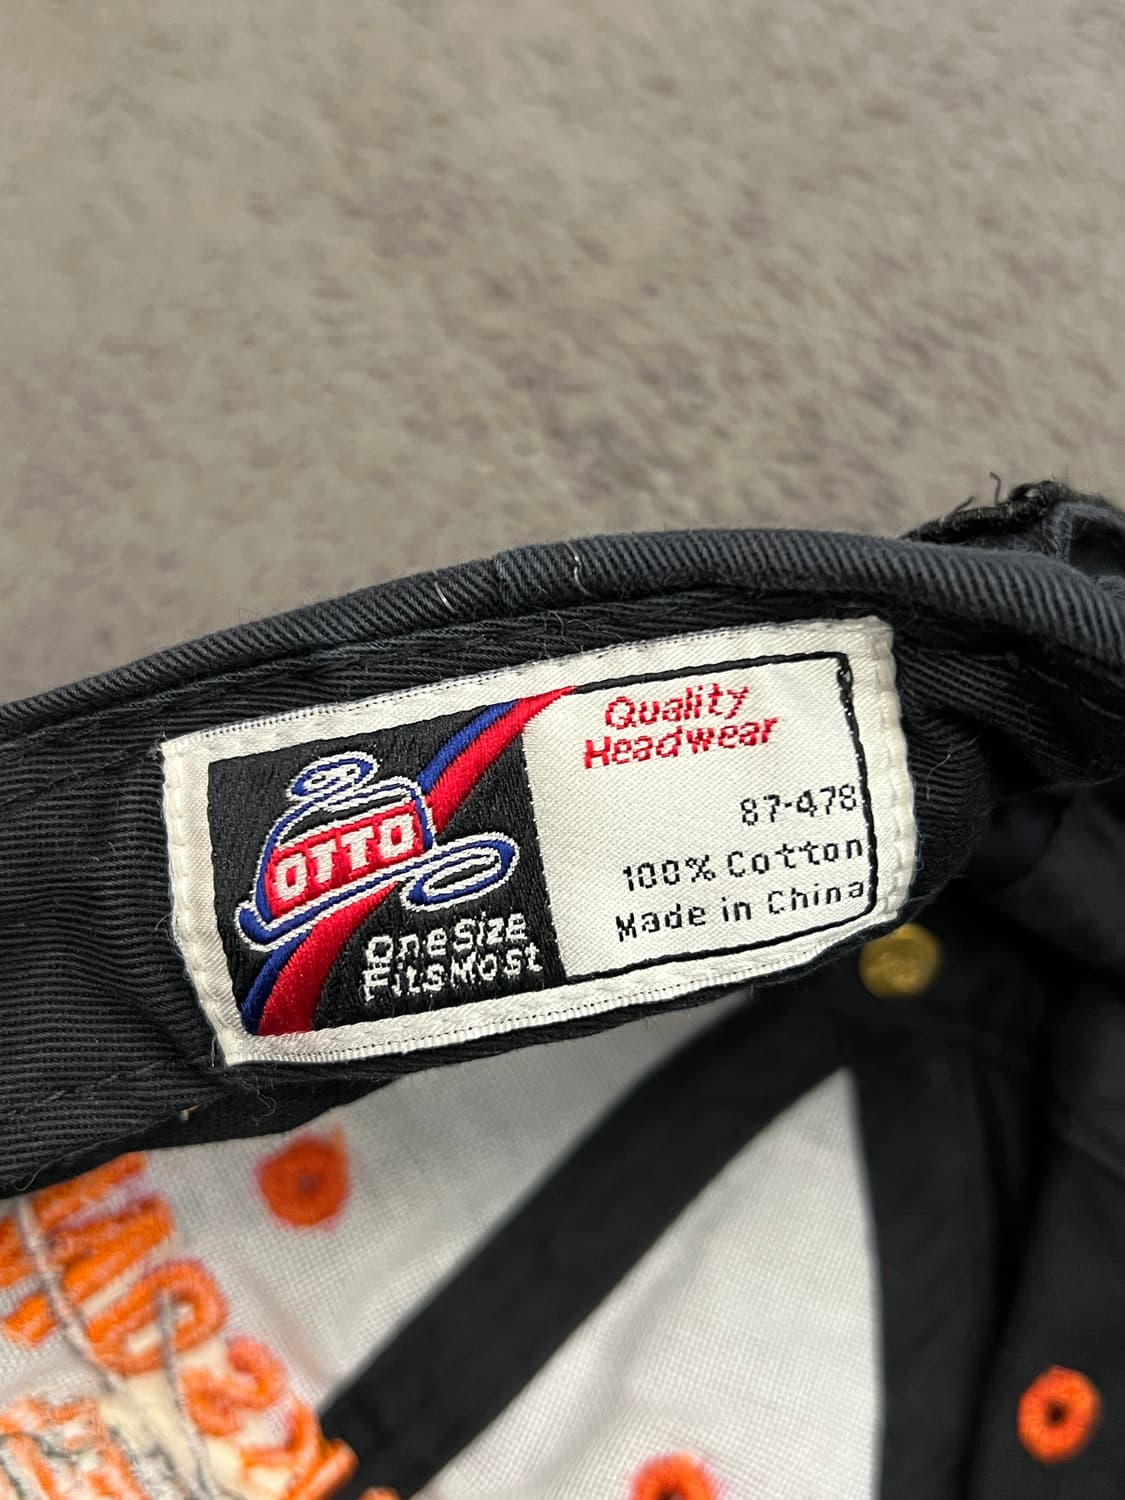 OTTO
One Size
Fits Most
Quality
Headwear
87-478
100% Cotton
Made in China